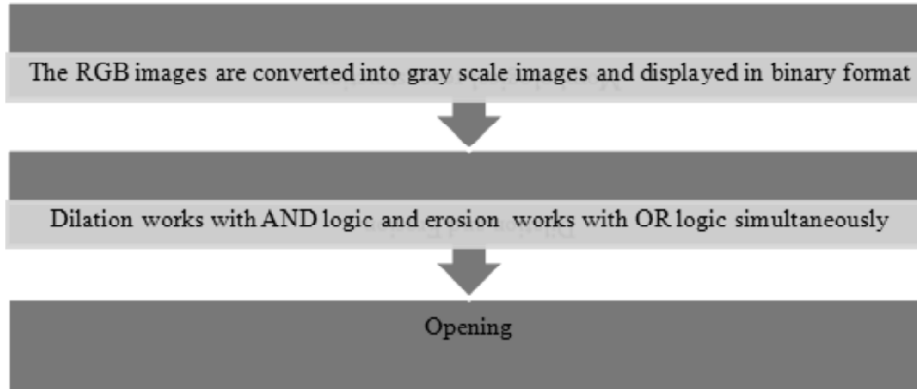 The RGB images are converted into gray scale images and displayed in binary format
Dilation works with AND logic and erosion works with OR logic simultaneously
Opening